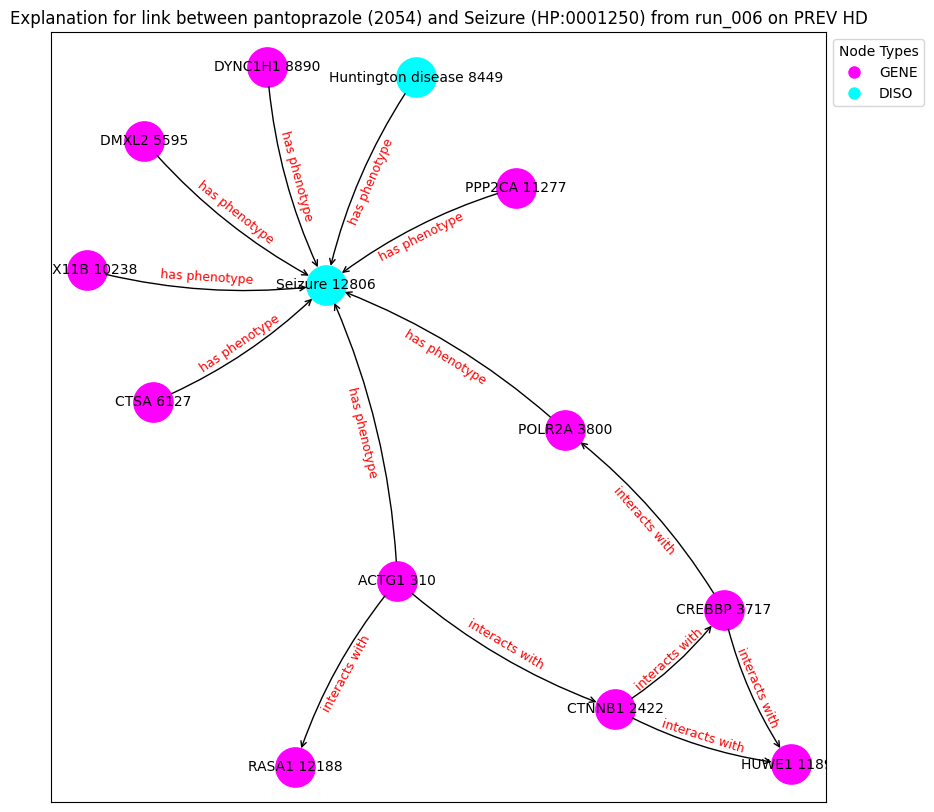 Explanation for link between pantoprazole (2054) and Seizure (HP:0001250) from run_006 on PREV HD
Node Types
GENE
DISO
DYNC1H1 8890
Huntington disease 8449
DMXL2 5595
has phenotype
has phenotype
has phenotype
PPP2CA 11277
has phenotype
X11B 10238
has phenotype
Seizure 12806
has phenotype
has phenotype
CTSA 6127
has phenotype
POLR2A 3800
interacts with
ACTG1 310
CREBBP 3717
interacts with
interacts with
interacts with
interacts with
CTNNB1 2422
interacts with
RASA1 12188
HUWE1 1189